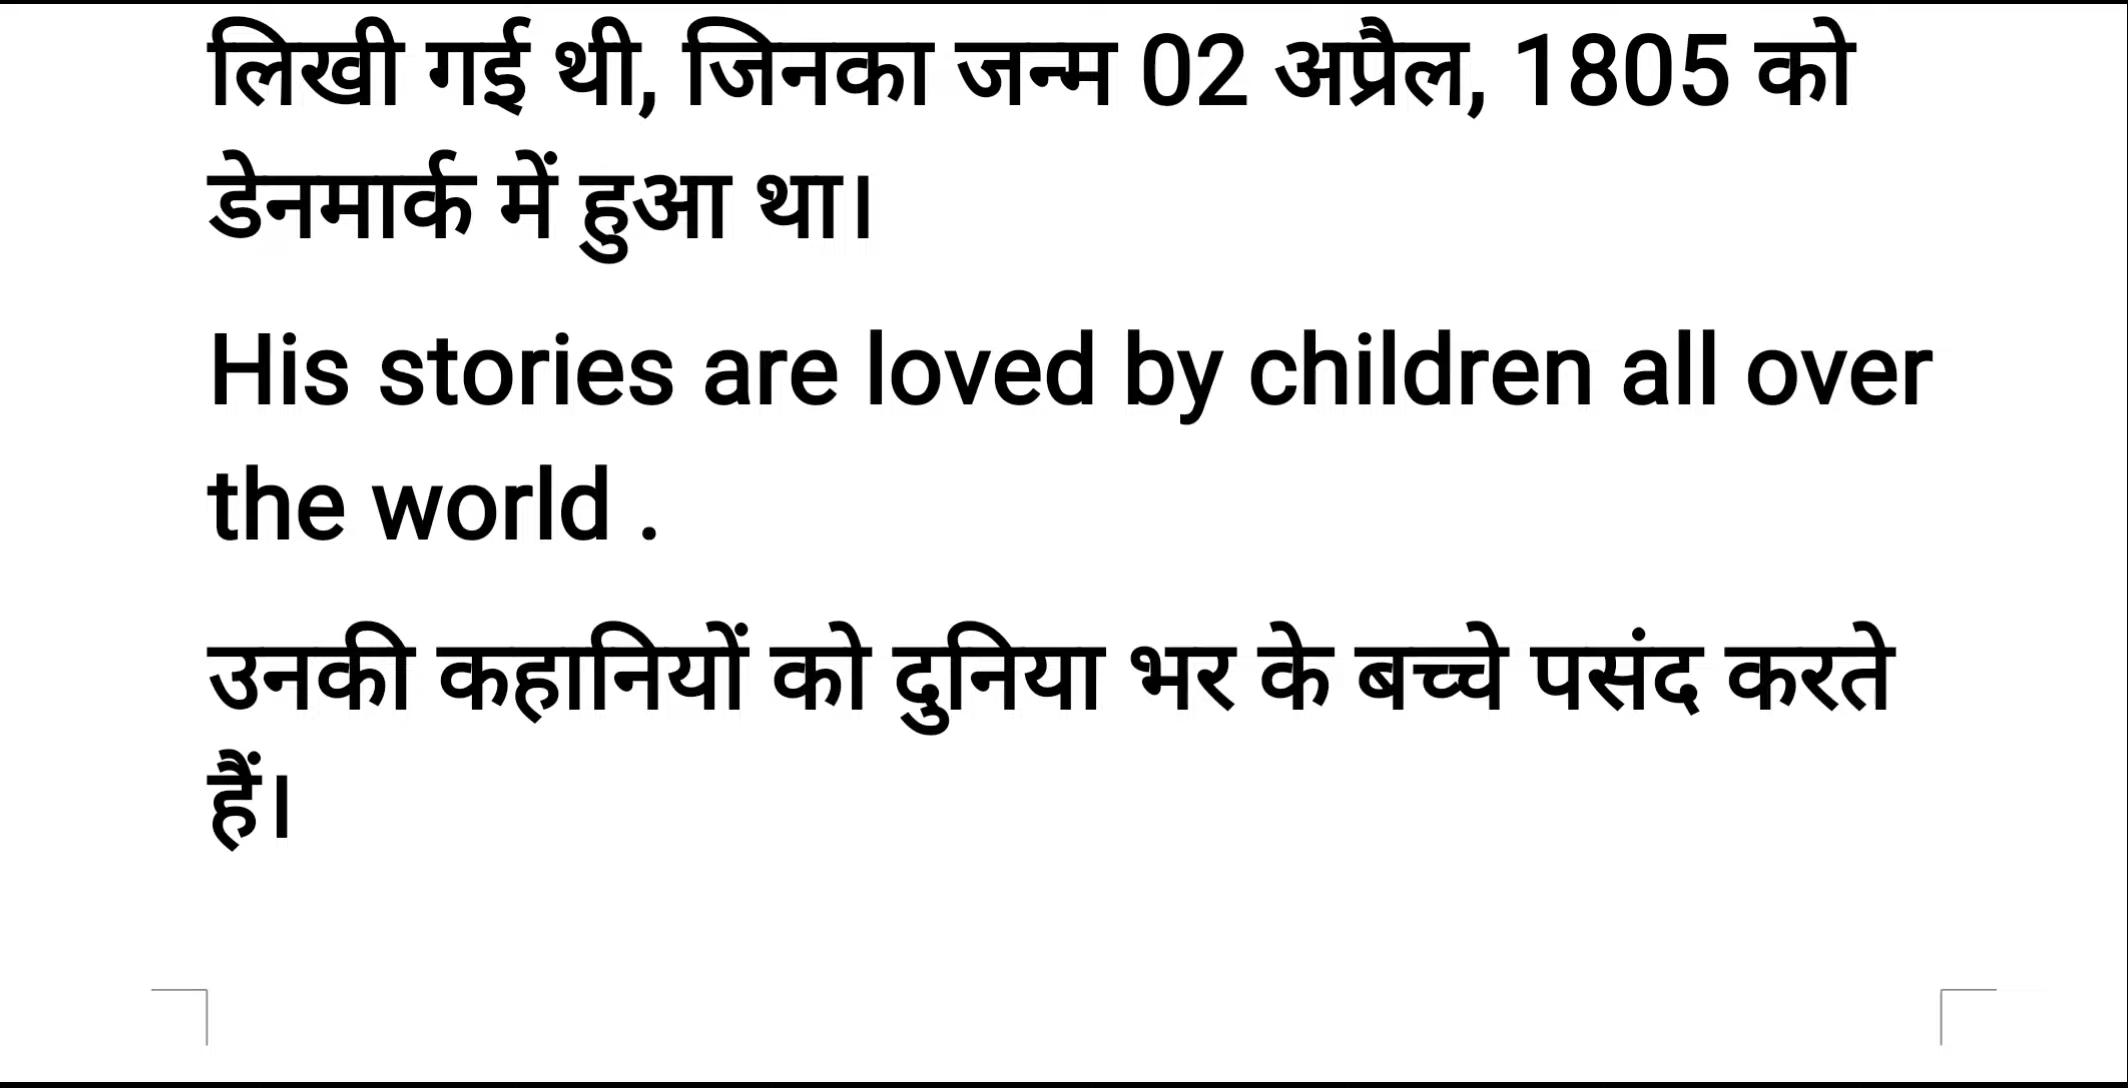 लिखी गई थी, जिनका जन्म 02 अप्रैल, 1805 को
डेनमार्क में हुआ था।
His stories are loved by children all over
the world .
उनकी कहानियों को दुनिया भर के बच्चे पसंद करते
हैं।